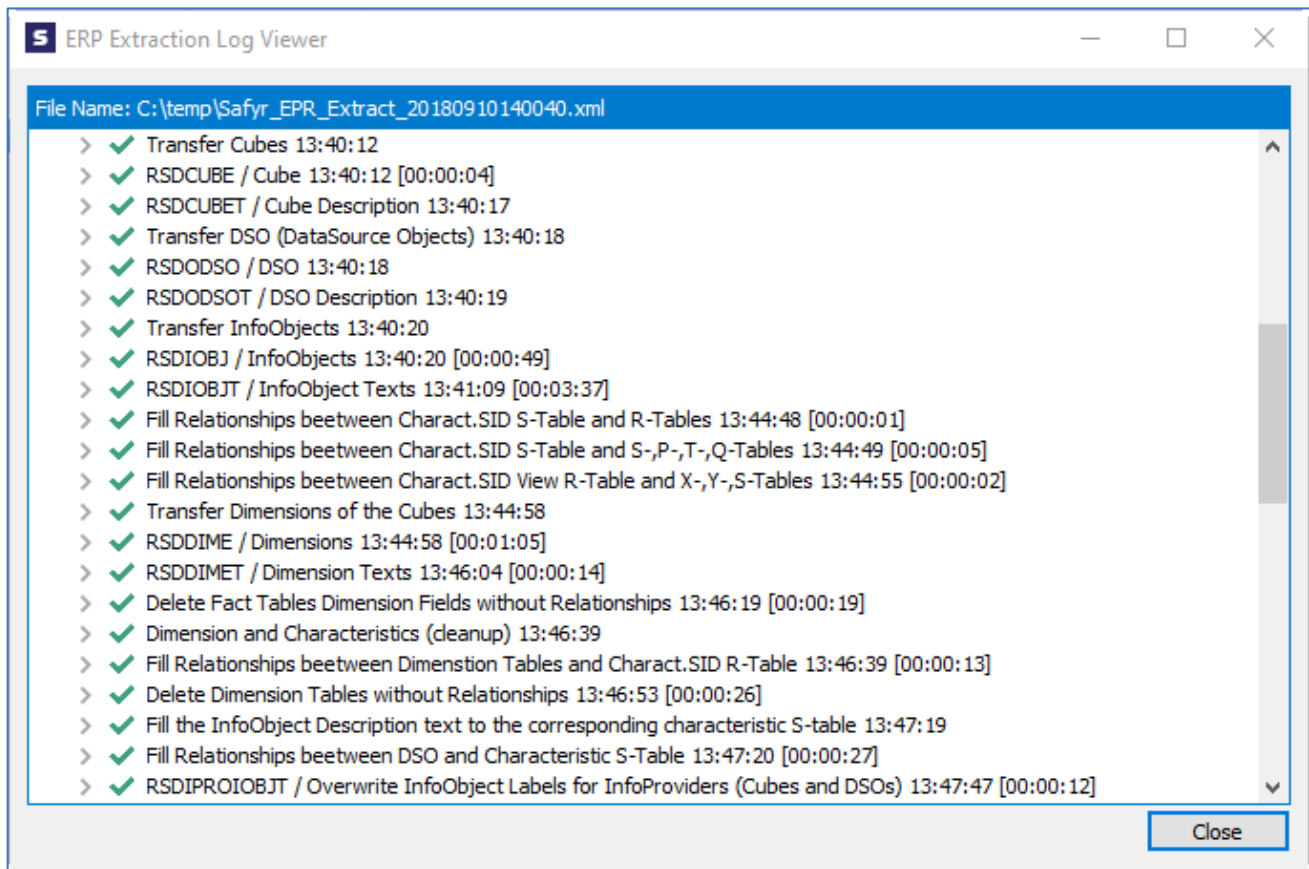 S ERP Extraction Log Viewer
File Name: C:\temp\Safyr_EPR_Extract_20180910140040.xml
Transfer Cubes 13:40:12
RSDCUBE / Cube 13:40:12 [00:00:04]
RSDCUBET / Cube Description 13:40:17
Transfer DSO (DataSource Objects) 13:40:18
RSDODSO / DSO 13:40:18
RSDODSOT / DSO Description 13:40:19
Transfer InfoObjects 13:40:20
RSDIOBJ / InfoObjects 13:40:20 [00:00:49]
RSDIOBJT / InfoObject Texts 13:41:09 [00:03:37]
Fill Relationships beetween Charact.SID S-Table and R-Tables 13:44:48 [00:00:01]
Fill Relationships beetween Charact.SID S-Table and S-,P-,T-,Q-Tables 13:44:49 [00:00:05]
Fill Relationships beetween Charact.SID View R-Table and X-,Y-,S-Tables 13:44:55 [00:00:02]
Transfer Dimensions of the Cubes 13:44:58
RSDDIME / Dimensions 13:44:58 [00:01:05]
RSDDIMET / Dimension Texts 13:46:04 [00:00:14]
Delete Fact Tables Dimension Fields without Relationships 13:46:19 [00:00:19]
Dimension and Characteristics (cleanup) 13:46:39
Fill Relationships beetween Dimenstion Tables and Charact.SID R-Table 13:46:39 [00:00:13]
Delete Dimension Tables without Relationships 13:46:53 [00:00:26]
Fill the InfoObject Description text to the corresponding characteristic S-table 13:47:19
Fill Relationships beetween DSO and Characteristic S-Table 13:47:20 [00:00:27]
RSDIPROIOBJT / Overwrite InfoObject Labels for InfoProviders (Cubes and DSOs) 13:47:47 [00:00:12]
Close